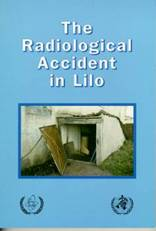 The
Radiological
Accident
in Lilo